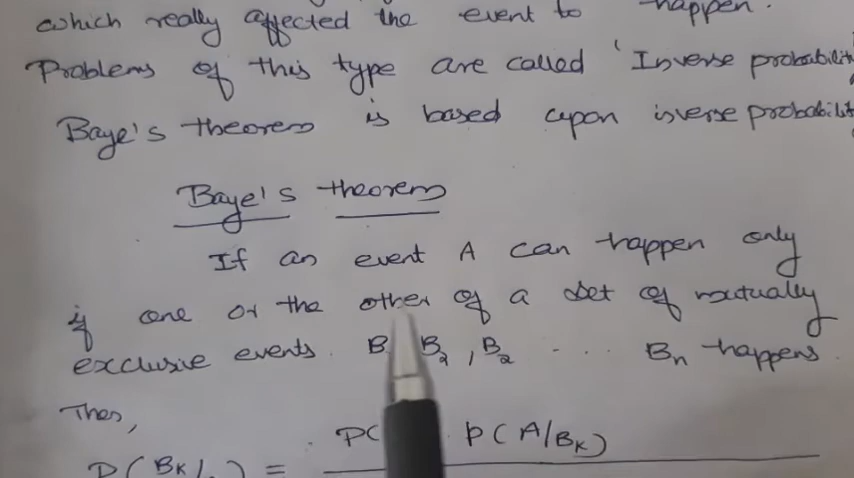 which really affected the event to happen.
Problems of this type are called 'Inverse probabilit
Baye's theorem is based upon inverse probabilit
Baye's theorem
If an event A can happen only
if one or the other of a set of mutually
exclusive events B B2, B2 .... Bn happens.
Then,
P( . P(A/BK)
P(BK/ ) =